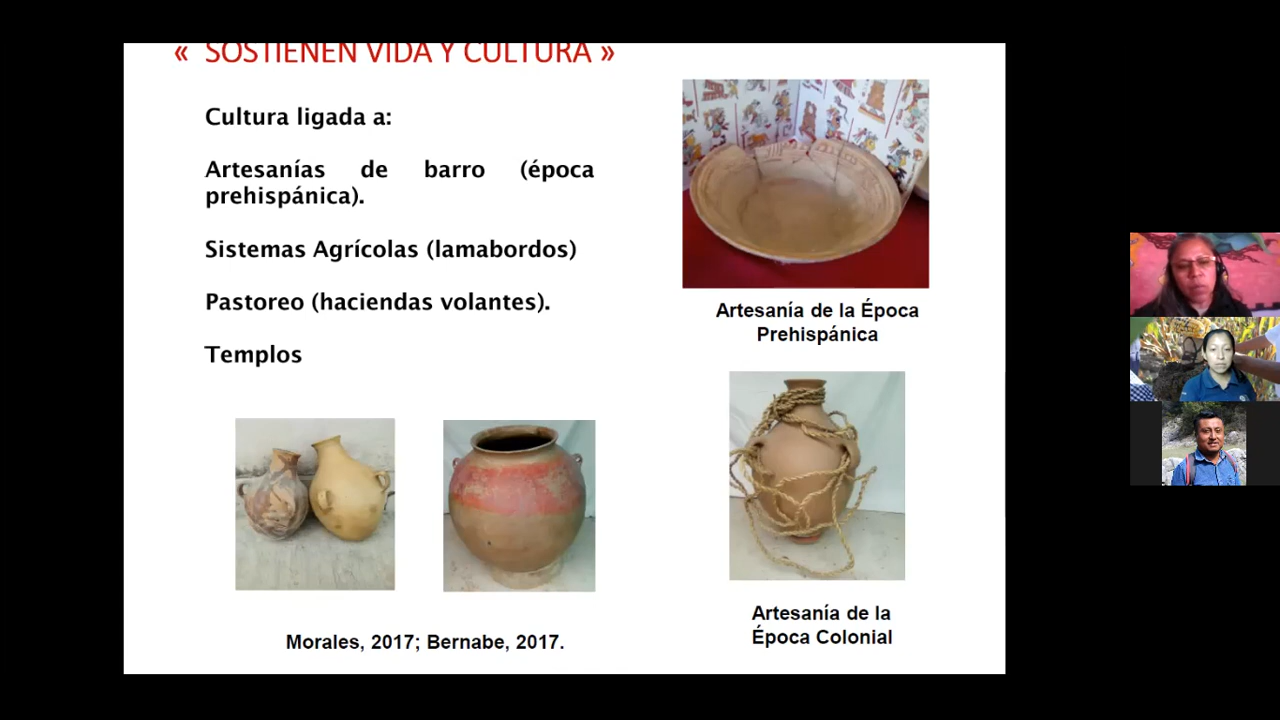 « SOSTIENEN VIDA Y CULTURA »
Cultura ligada a:
Artesanías de barro (época
prehispánica).
Sistemas Agrícolas (lamabordos)
Pastoreo (haciendas volantes).
Templos
Artesanía de la Época
Prehispánica
Artesanía de la
Época Colonial
Morales, 2017; Bernabe, 2017.